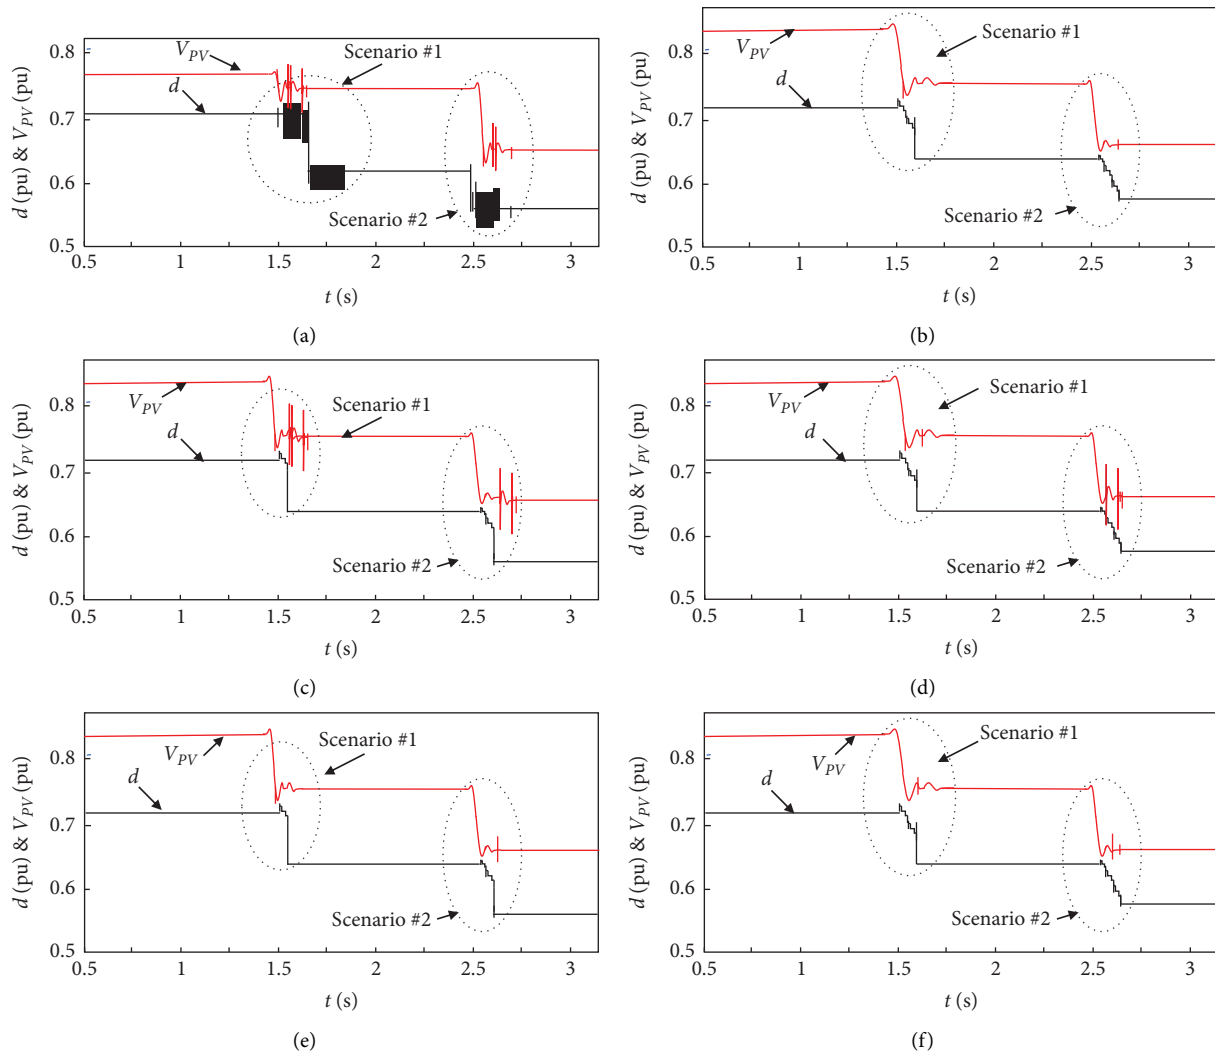 0.8
0.7
0.6
0.5
d (pu) & V_PV (pu)
V_PV
d
Scenario #1
Scenario #2
0.5 1 1.5 2 2.5 3
t (s)
(a)
0.8
0.7
0.6
0.5
d (pu) & V_PV (pu)
V_PV
d
Scenario #1
Scenario #2
0.5 1 1.5 2 2.5 3
t (s)
(b)
0.8
0.7
0.6
0.5
d (pu) & V_PV (pu)
V_PV
d
Scenario #1
Scenario #2
0.5 1 1.5 2 2.5 3
t (s)
(c)
0.8
0.7
0.6
0.5
d (pu) & V_PV (pu)
V_PV
d
Scenario #1
Scenario #2
0.5 1 1.5 2 2.5 3
t (s)
(d)
0.8
0.7
0.6
0.5
d (pu) & V_PV (pu)
V_PV
d
Scenario #1
Scenario #2
0.5 1 1.5 2 2.5 3
t (s)
(e)
0.8
0.7
0.6
0.5
d (pu) & V_PV (pu)
V_PV
d
Scenario #1
Scenario #2
0.5 1 1.5 2 2.5 3
t (s)
(f)